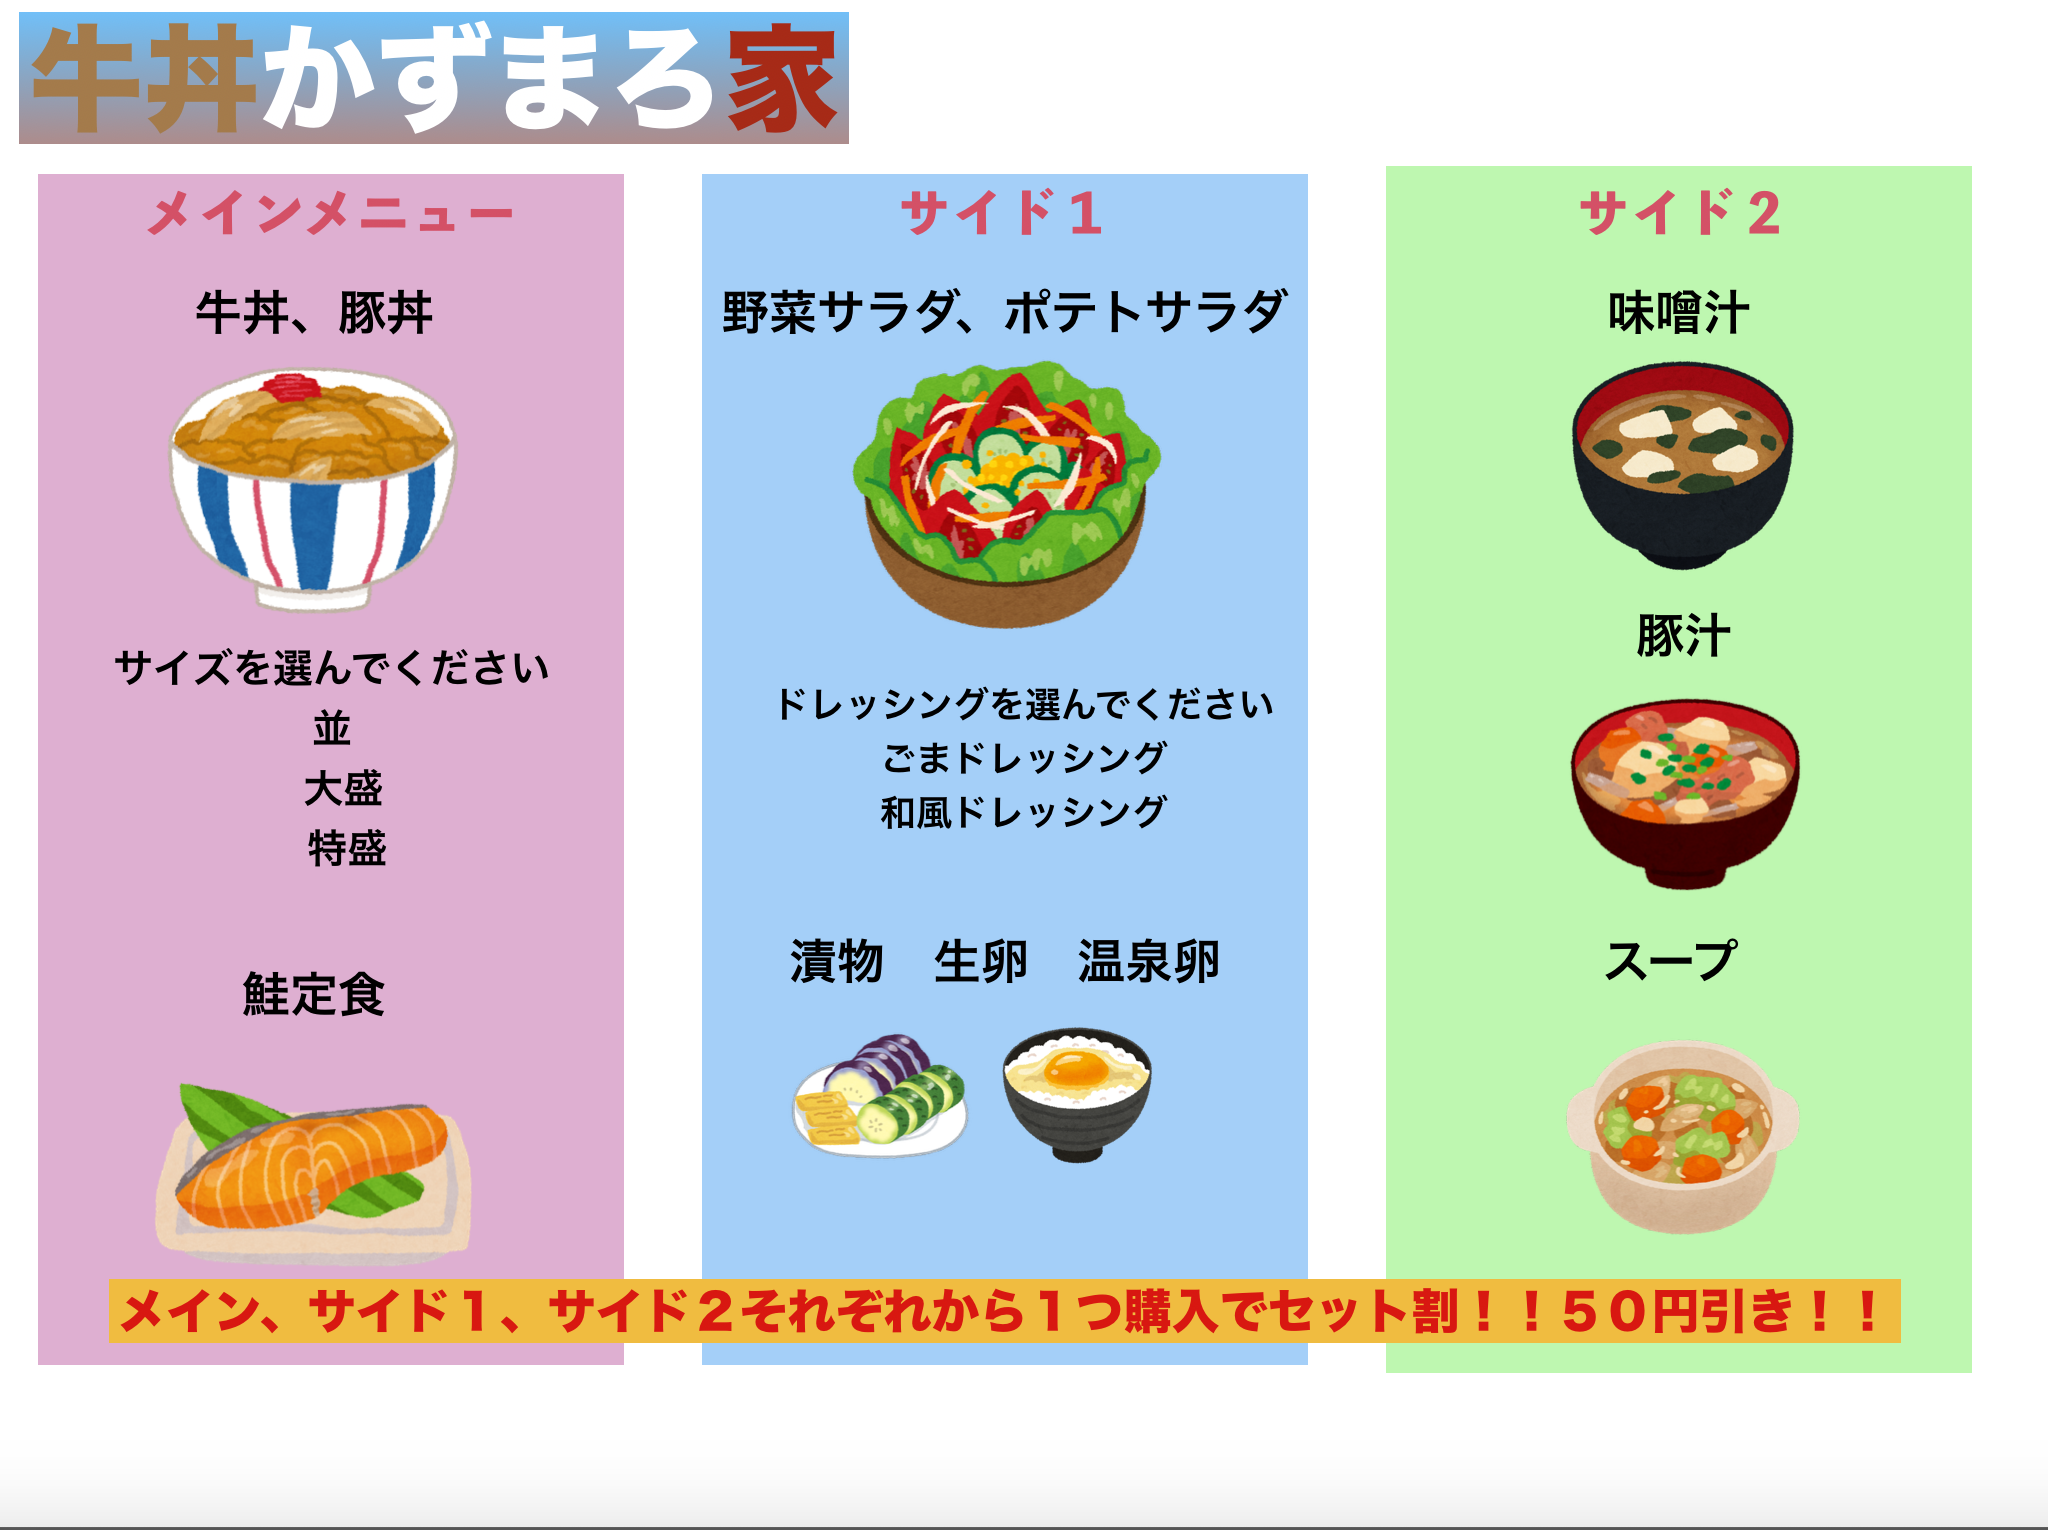 牛丼かずまろ家
メインメニュー
牛丼、豚丼
サイズを選んでください
並
大盛
特盛
鮭定食
サイド１
野菜サラダ、ポテトサラダ
ドレッシングを選んでください
ごまドレッシング
和風ドレッシング
漬物　生卵　温泉卵
サイド２
味噌汁
豚汁
スープ
メイン、サイド１、サイド２それぞれから１つ購入でセット割！！５０円引き！！